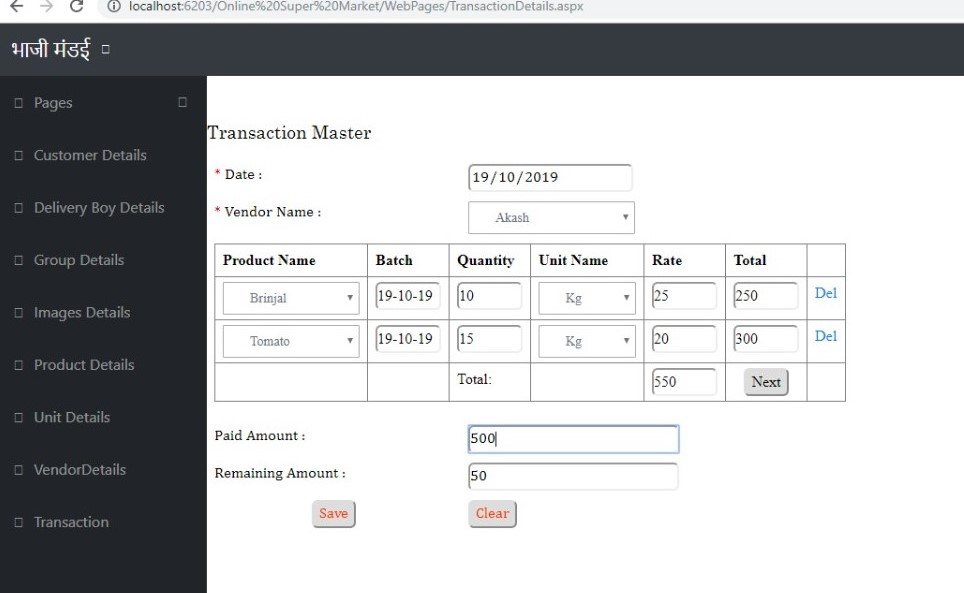 localhost:6203/Online%20Super%20Market/WebPages/TransactionDetails.aspx
भाजी मंडई
Pages
Customer Details
Delivery Boy Details
Group Details
Images Details
Product Details
Unit Details
VendorDetails
Transaction
Transaction Master
* Date : 19/10/2019
* Vendor Name : Akash
Product Name Batch Quantity Unit Name Rate Total
Brinjal 19-10-19 10 Kg 25 250 Del
Tomato 19-10-19 15 Kg 20 300 Del
Total: 550 Next
Paid Amount : 500
Remaining Amount : 50
Save Clear